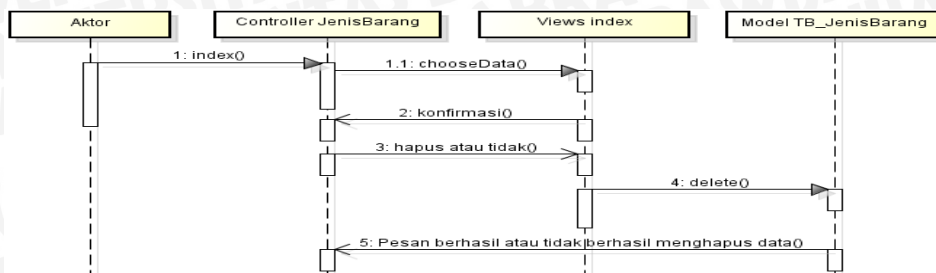 Aktor
Controller JenisBarang
Views index
Model TB_JenisBarang
1: index()
1.1: chooseData()
2: konfirmasi()
3: hapus atau tidak()
4: delete()
5: Pesan berhasil atau tidak berhasil menghapus data()